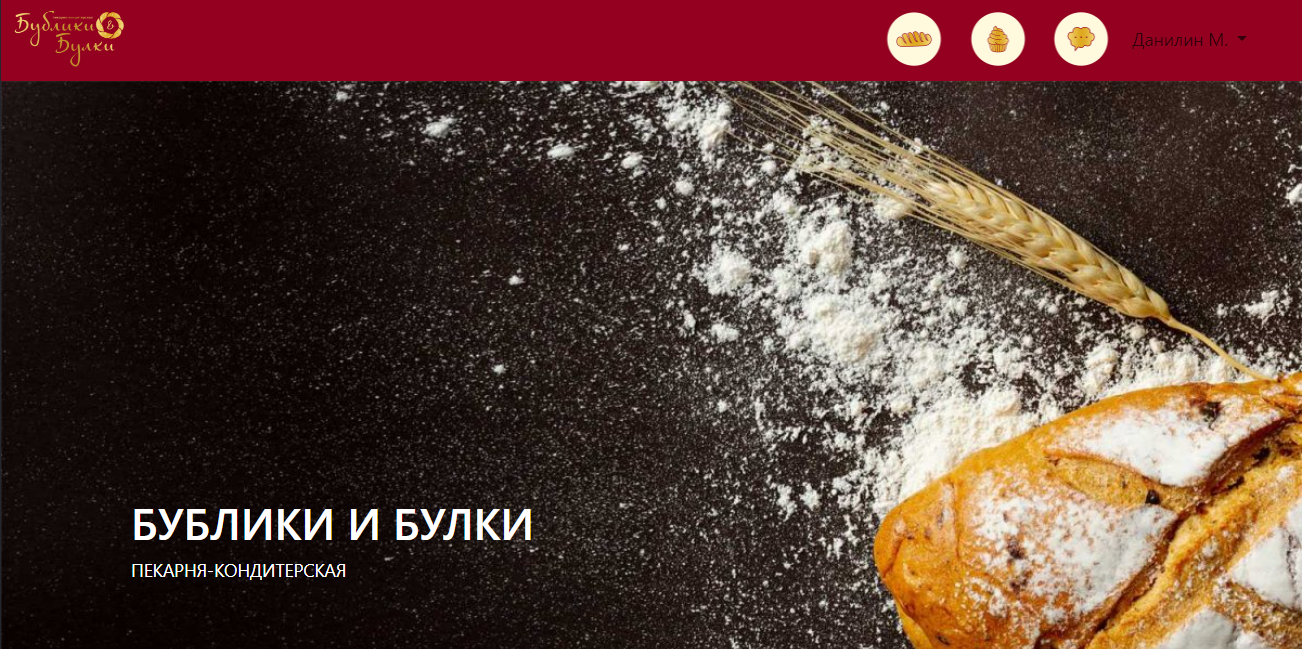 Бублики &
Булки
Данилин М.
БУБЛИКИ И БУЛКИ
ПЕКАРНЯ-КОНДИТЕРСКАЯ